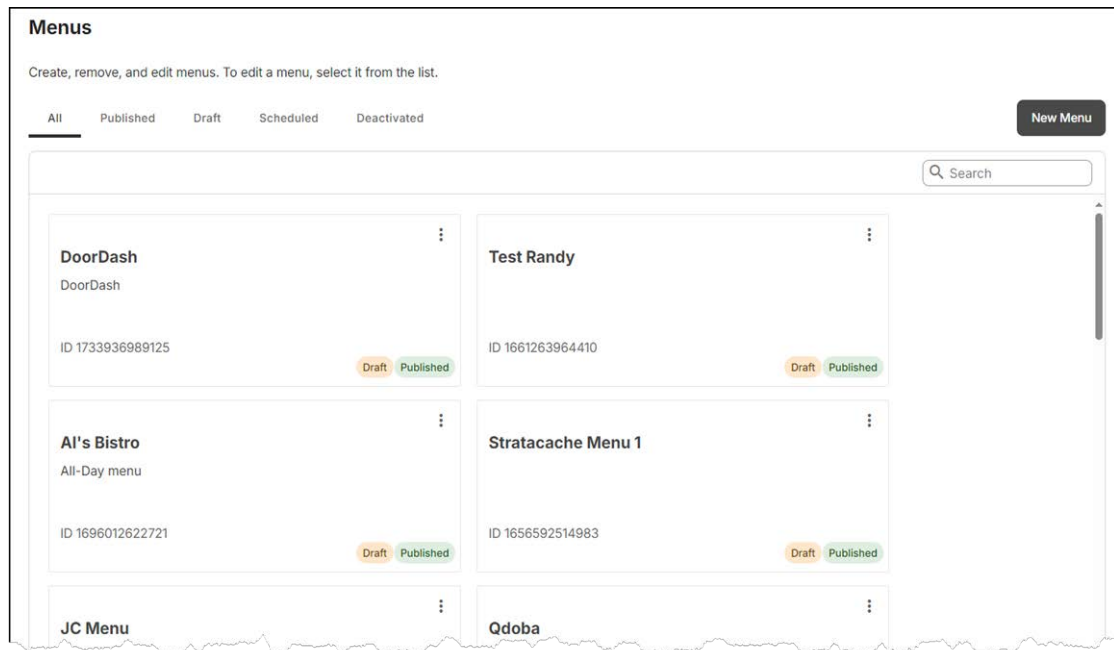 Menus
Create, remove, and edit menus. To edit a menu, select it from the list.
All Published Draft Scheduled Deactivated New Menu
Search
DoorDash
DoorDash
ID 1733936989125
Draft Published
Test Randy
ID 1661263964410
Draft Published
Al's Bistro
All-Day menu
ID 1696012622721
Draft Published
Stratacache Menu 1
ID 1656592514983
Draft Published
JC Menu
Qdoba